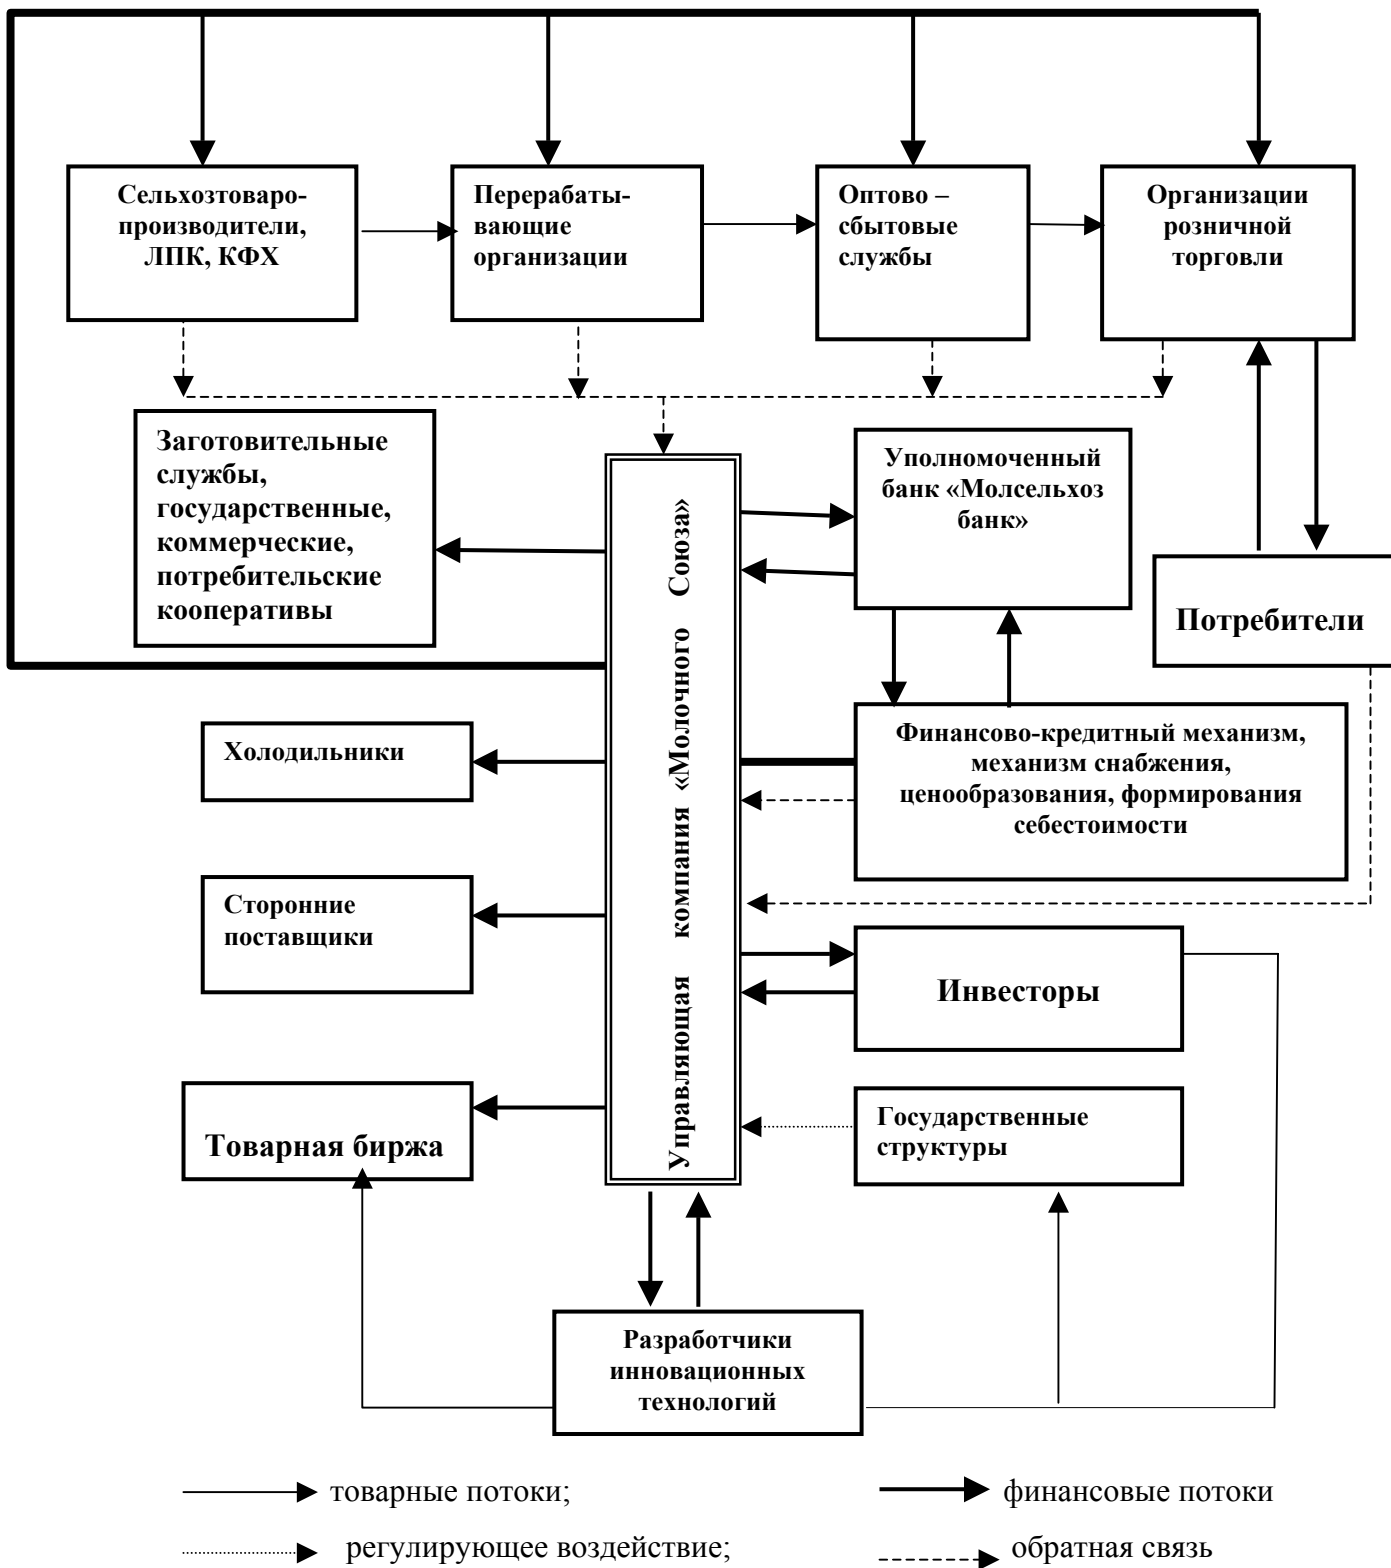 Сельхозтоваро-
производители,
ЛПК, КФХ
Перерабаты-
вающие
организации
Оптово –
сбытовые
службы
Организации
розничной
торговли
Заготовительные
службы,
государственные,
коммерческие,
потребительские
кооперативы
Управляющая компания «Молочного Союза»
Уполномоченный
банк «Молсельхоз
банк»
Потребители
Холодильники
Финансово-кредитный механизм,
механизм снабжения,
ценообразования, формирования
себестоимости
Сторонние
поставщики
Инвесторы
Товарная биржа
Государственные
структуры
Разработчики
инновационных
технологий
товарные потоки;
финансовые потоки
регулирующее воздействие;
обратная связь